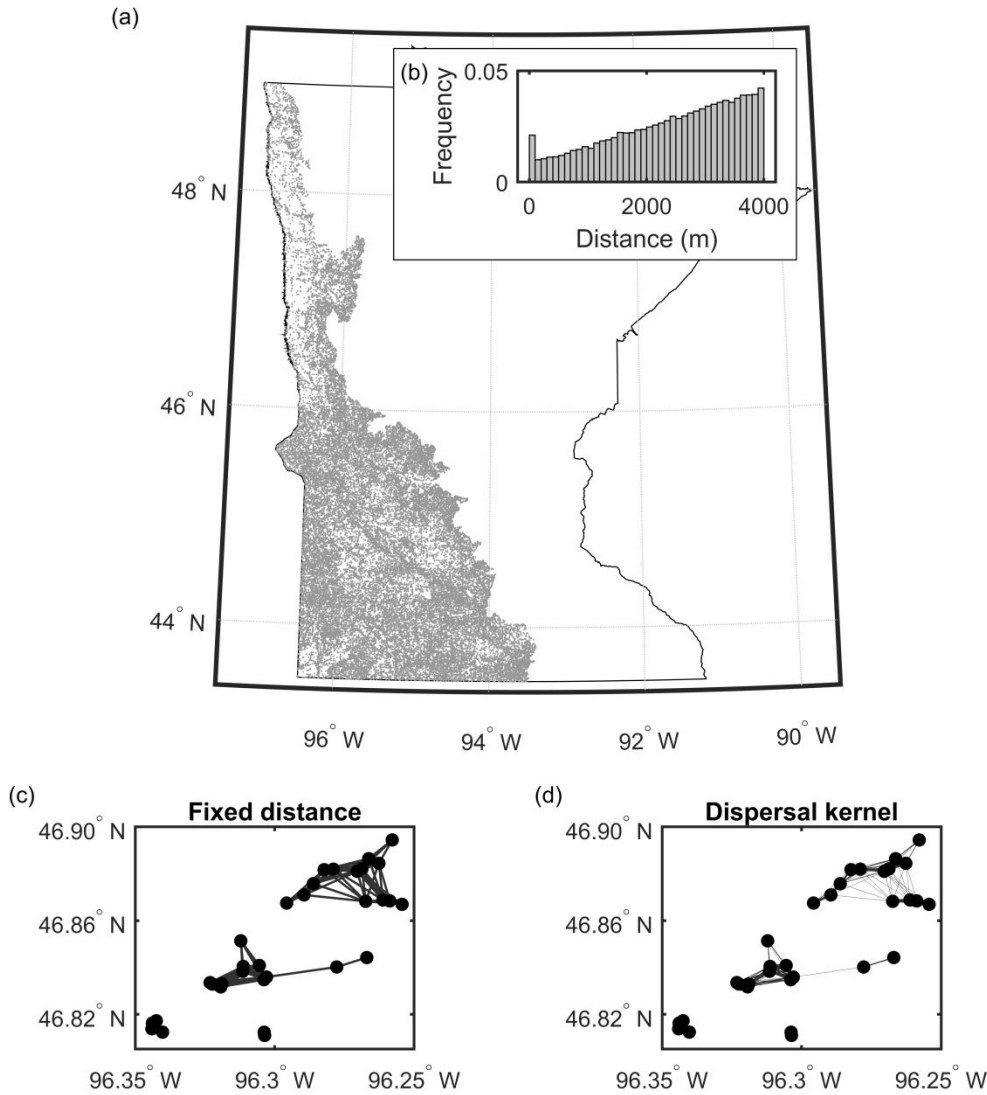 (a)
(b)
0.05
Frequency
0
0 2000 4000
Distance (m)
48° N
46° N
44° N
96° W 94° W 92° W 90° W
(c)
Fixed distance
46.90° N
46.86° N
46.82° N
96.35° W 96.3° W 96.25° W
(d)
Dispersal kernel
46.90° N
46.86° N
46.82° N
96.35° W 96.3° W 96.25° W